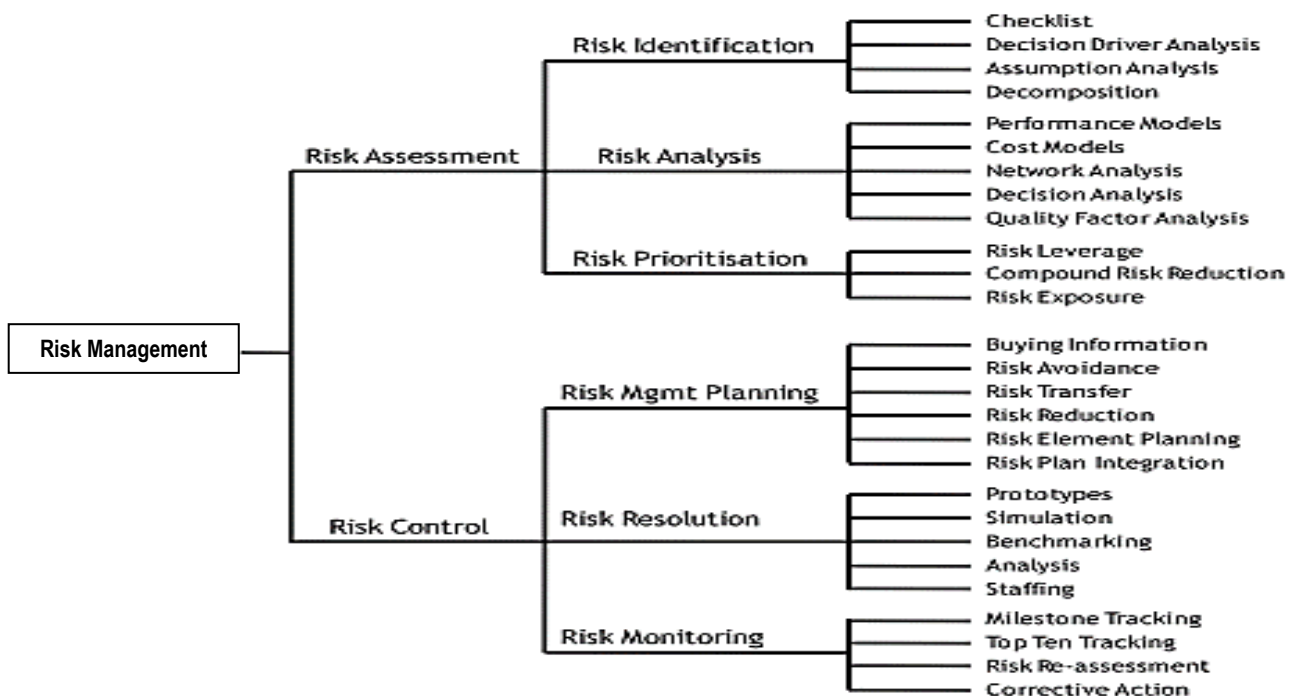 Risk Management
Risk Assessment
Risk Identification
Checklist
Decision Driver Analysis
Assumption Analysis
Decomposition
Risk Analysis
Performance Models
Cost Models
Network Analysis
Decision Analysis
Quality Factor Analysis
Risk Prioritisation
Risk Leverage
Compound Risk Reduction
Risk Exposure
Risk Control
Risk Mgmt Planning
Buying Information
Risk Avoidance
Risk Transfer
Risk Reduction
Risk Element Planning
Risk Plan Integration
Risk Resolution
Prototypes
Simulation
Benchmarking
Analysis
Staffing
Risk Monitoring
Milestone Tracking
Top Ten Tracking
Risk Re-assessment
Corrective Action